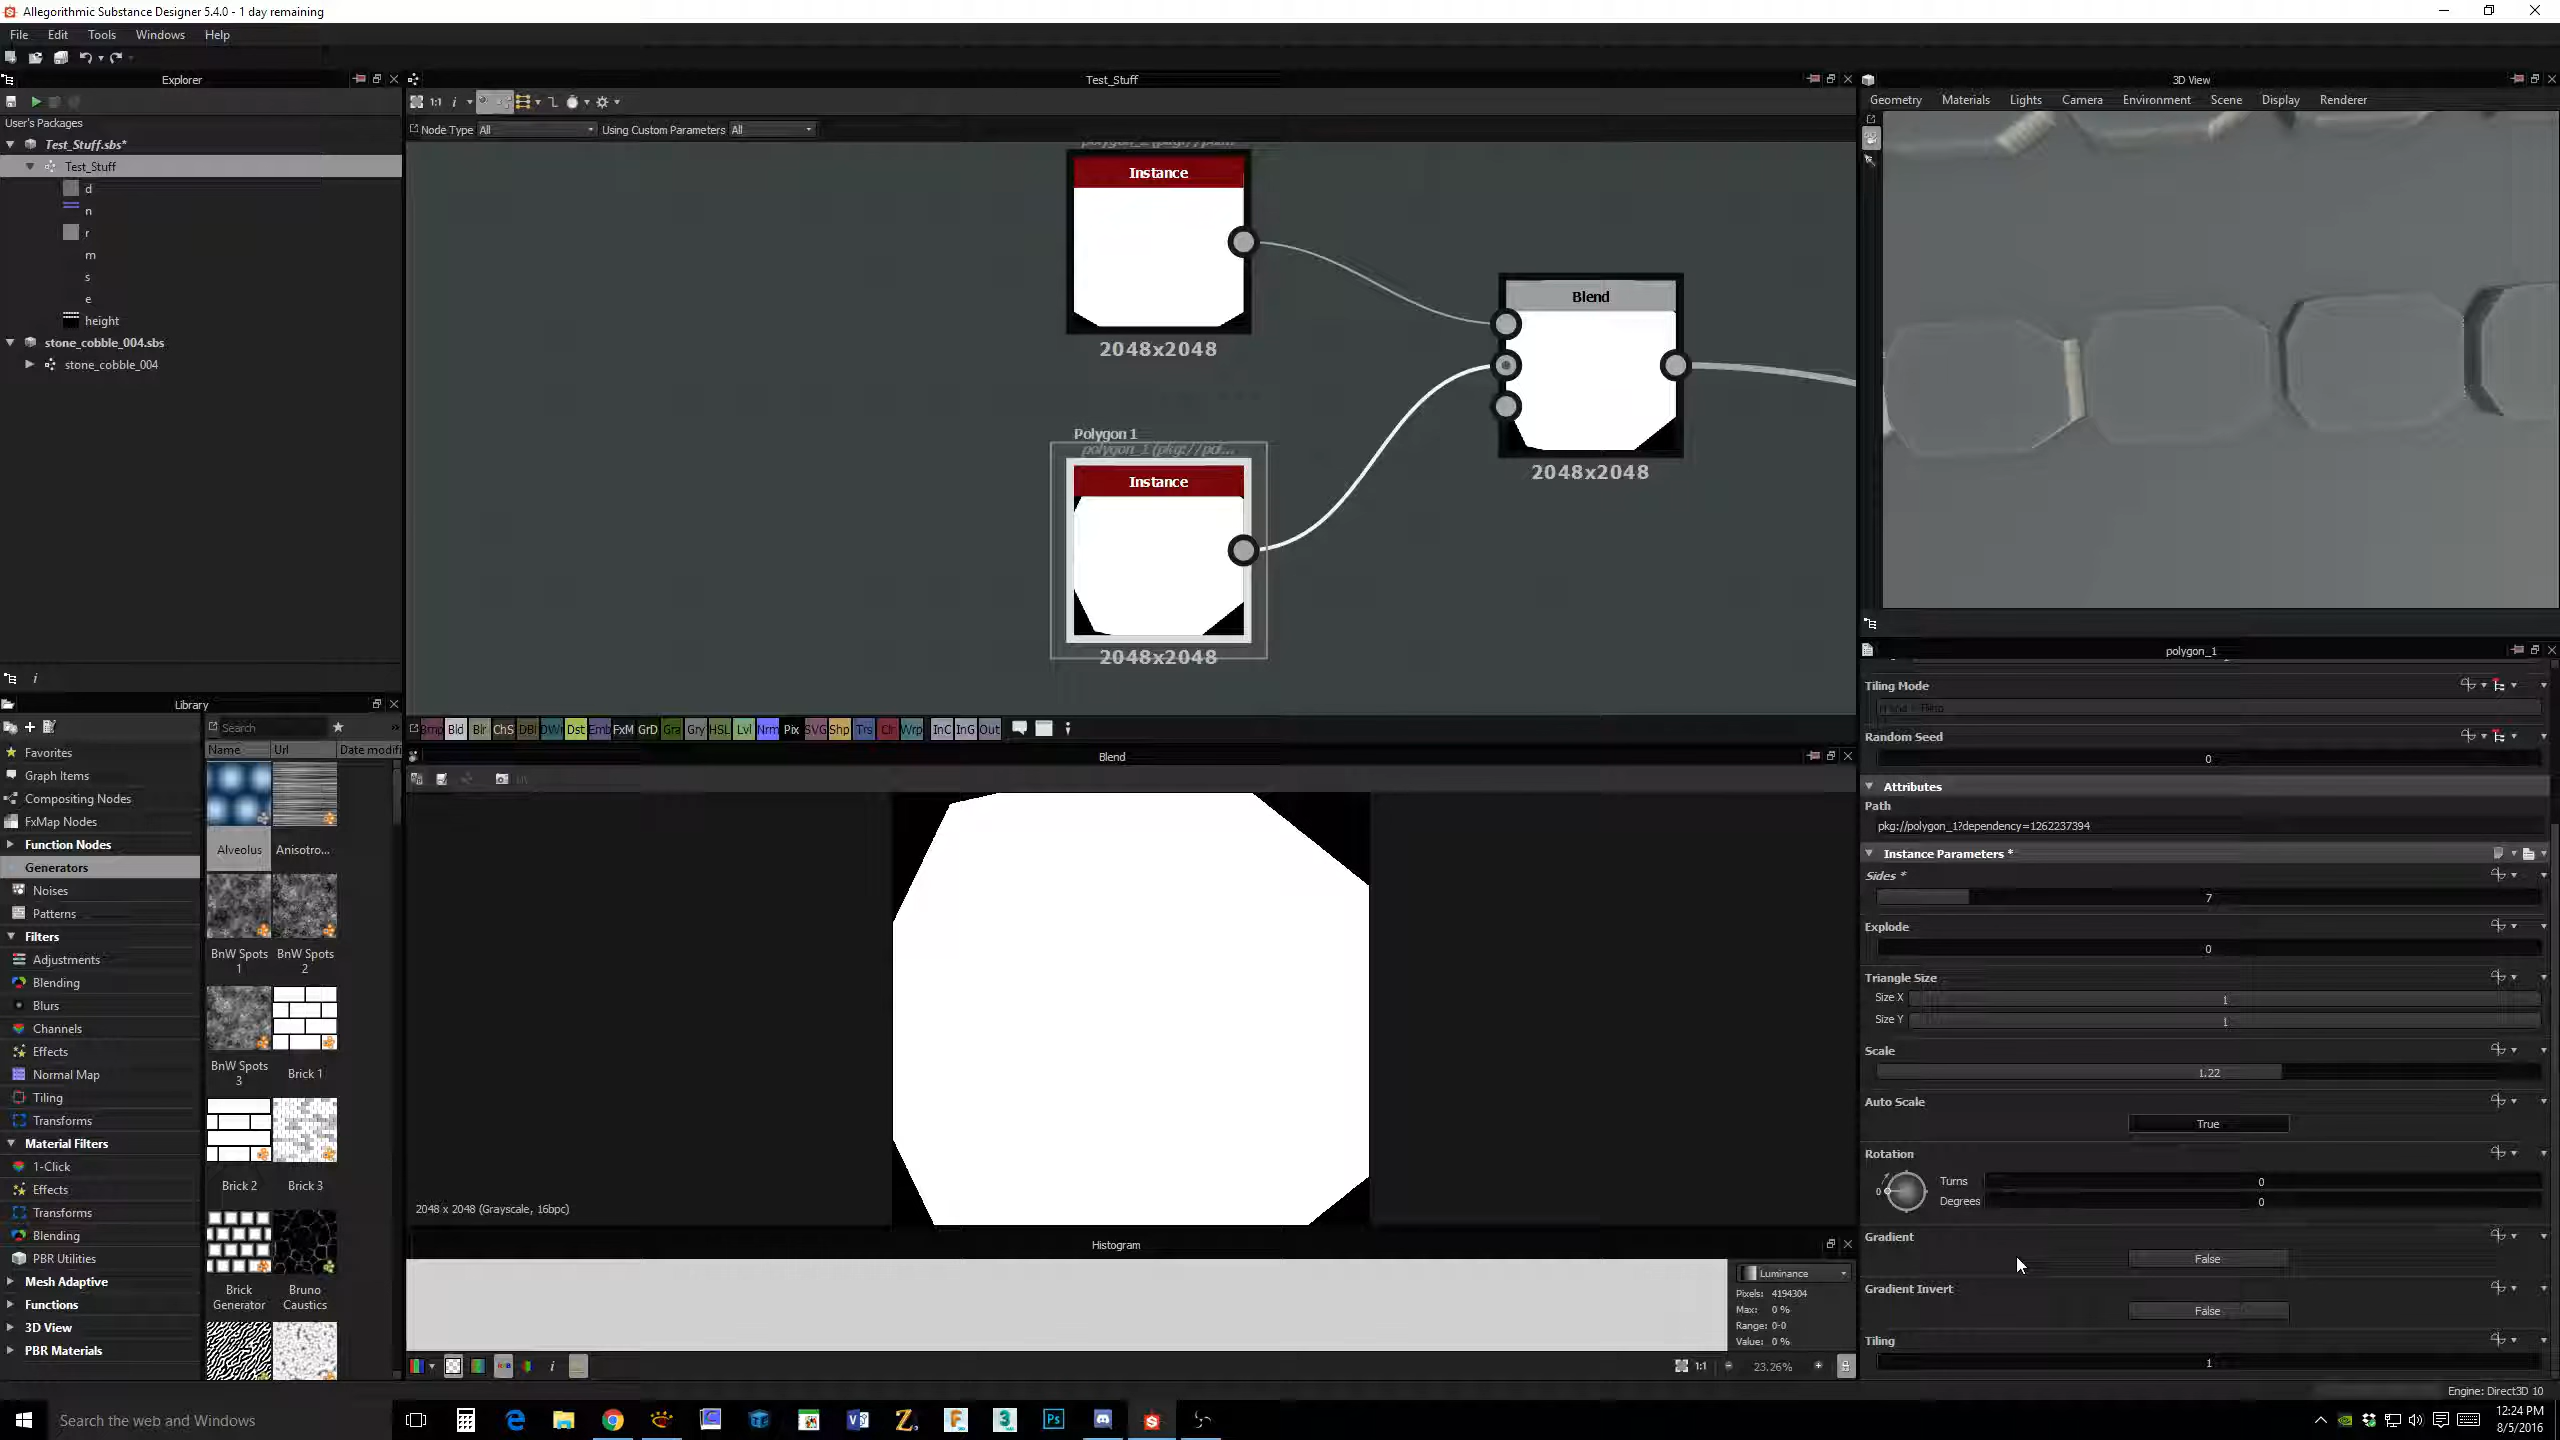 Allegorithmic Substance Designer 5.4.0 - 1 day remaining
File Edit Tools Windows Help
Explorer
User's Packages
Test_Stuff.sbs*
Test_Stuff
d
n
r
m
s
e
height
stone_cobble_004.sbs
stone_cobble_004
Test_Stuff
1:1
Node Type All
Using Custom Parameters All
Instance
2048x2048
Polygon 1
polygon_1 (pkg://pol...
Instance
2048x2048
Blend
2048x2048
Bmp Bld Blr ChS DBl DWr Dst Emb FxM GrD Gra Gry HSL Lvl Nrm Pix SVG Shp Trs Clr Wrp InC InG Out
3D View
Geometry Materials Lights Camera Environment Scene Display Renderer
Library
Search
Name Url Date modifi
Favorites
Graph Items
Compositing Nodes
FxMap Nodes
Function Nodes
Generators
Noises
Patterns
Filters
Adjustments
Blending
Blurs
Channels
Effects
Normal Map
Tiling
Transforms
Material Filters
1-Click
Effects
Transforms
Blending
PBR Utilities
Mesh Adaptive
Functions
3D View
PBR Materials
Alveolus
Anisotro...
BnW Spots 1
BnW Spots 2
BnW Spots 3
Brick 1
Brick 2
Brick 3
Brick Generator
Bruno Caustics
Blend
2048 x 2048 (Grayscale, 16bpc)
Histogram
Luminance
Pixels: 4194304
Max: 0 %
Range: 0-0
Value: 0 %
1:1
23.26%
polygon_1
Tiling Mode
Random Seed
0
Attributes
Path
pkg://polygon_1?dependency=1262237394
Instance Parameters *
Sides *
7
Explode
0
Triangle Size
Size X 1
Size Y 1
Scale
1.22
Auto Scale
True
Rotation
0
Turns 0
Degrees 0
Gradient
False
Gradient Invert
False
Tiling
1
Engine: Direct3D 10
Search the web and Windows
12:24 PM
8/5/2016